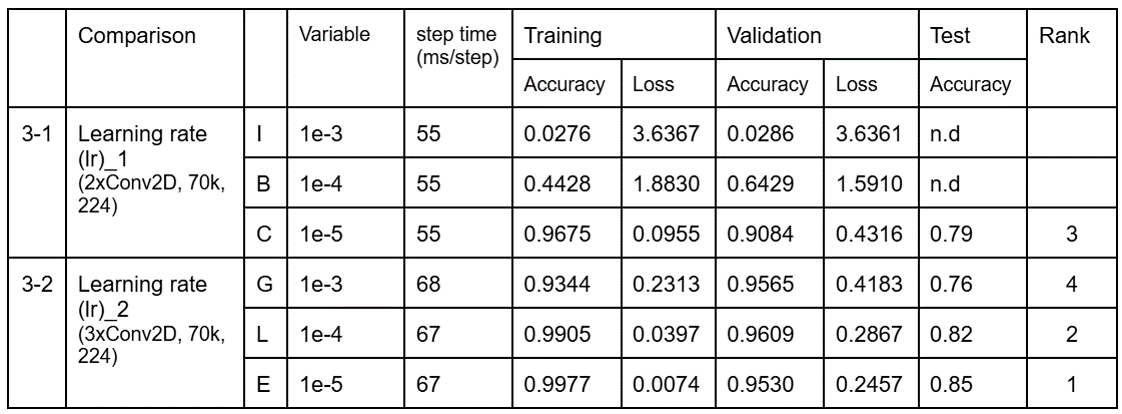 Comparison Variable step time (ms/step) Training Validation Test Rank
Accuracy Loss Accuracy Loss Accuracy
3-1 Learning rate (lr)_1 (2xConv2D, 70k, 224) I 1e-3 55 0.0276 3.6367 0.0286 3.6361 n.d
B 1e-4 55 0.4428 1.8830 0.6429 1.5910 n.d
C 1e-5 55 0.9675 0.0955 0.9084 0.4316 0.79 3
3-2 Learning rate (lr)_2 (3xConv2D, 70k, 224) G 1e-3 68 0.9344 0.2313 0.9565 0.4183 0.76 4
L 1e-4 67 0.9905 0.0397 0.9609 0.2867 0.82 2
E 1e-5 67 0.9977 0.0074 0.9530 0.2457 0.85 1